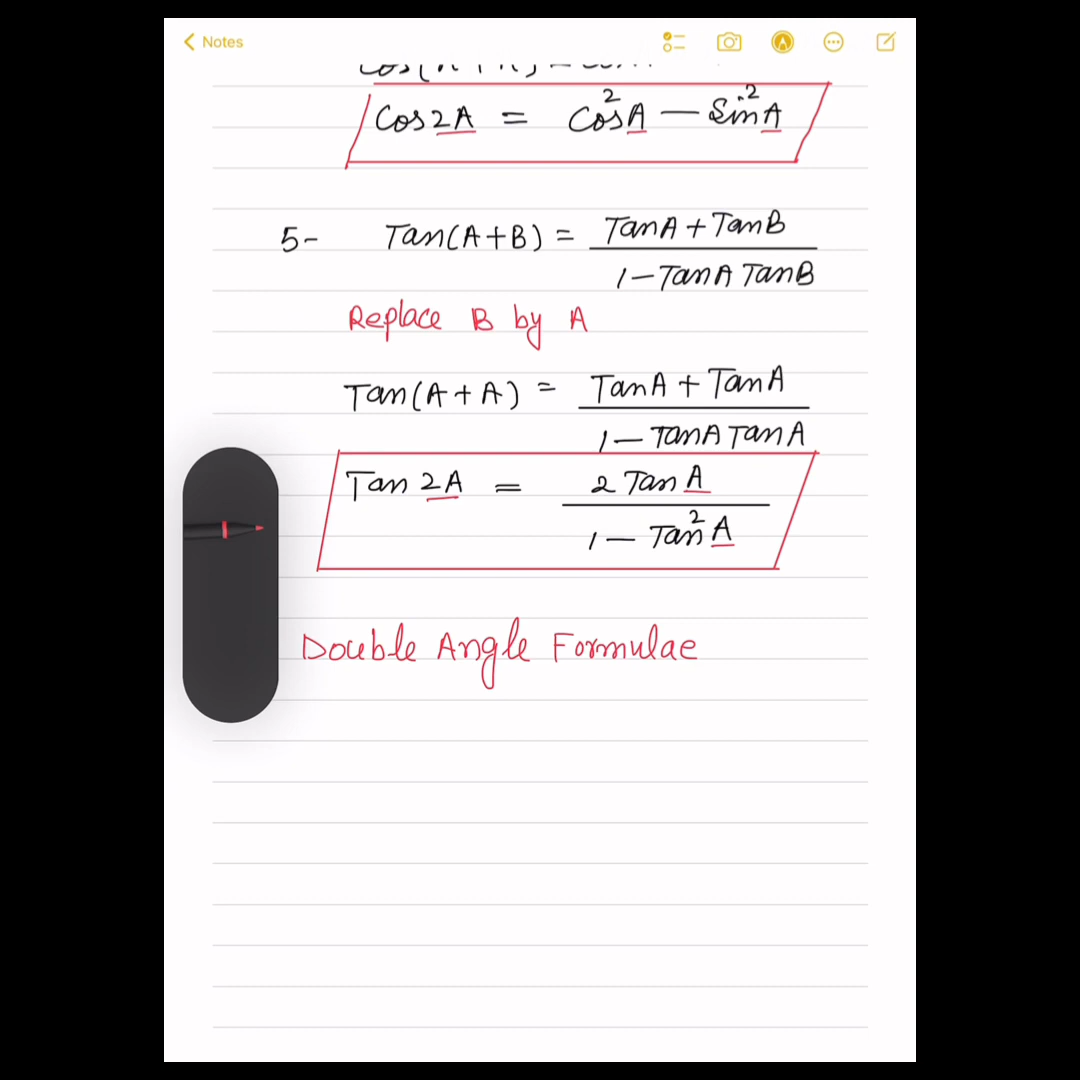 Notes
Cos2A = Cos²A — Sin²A
5- Tan(A+B) = TanA + TanB / 1 — TanA TanB
Replace B by A
Tan(A+A) = TanA + TanA / 1 — TanA TanA
Tan 2A = 2 Tan A / 1 — Tan²A
Double Angle Formulae